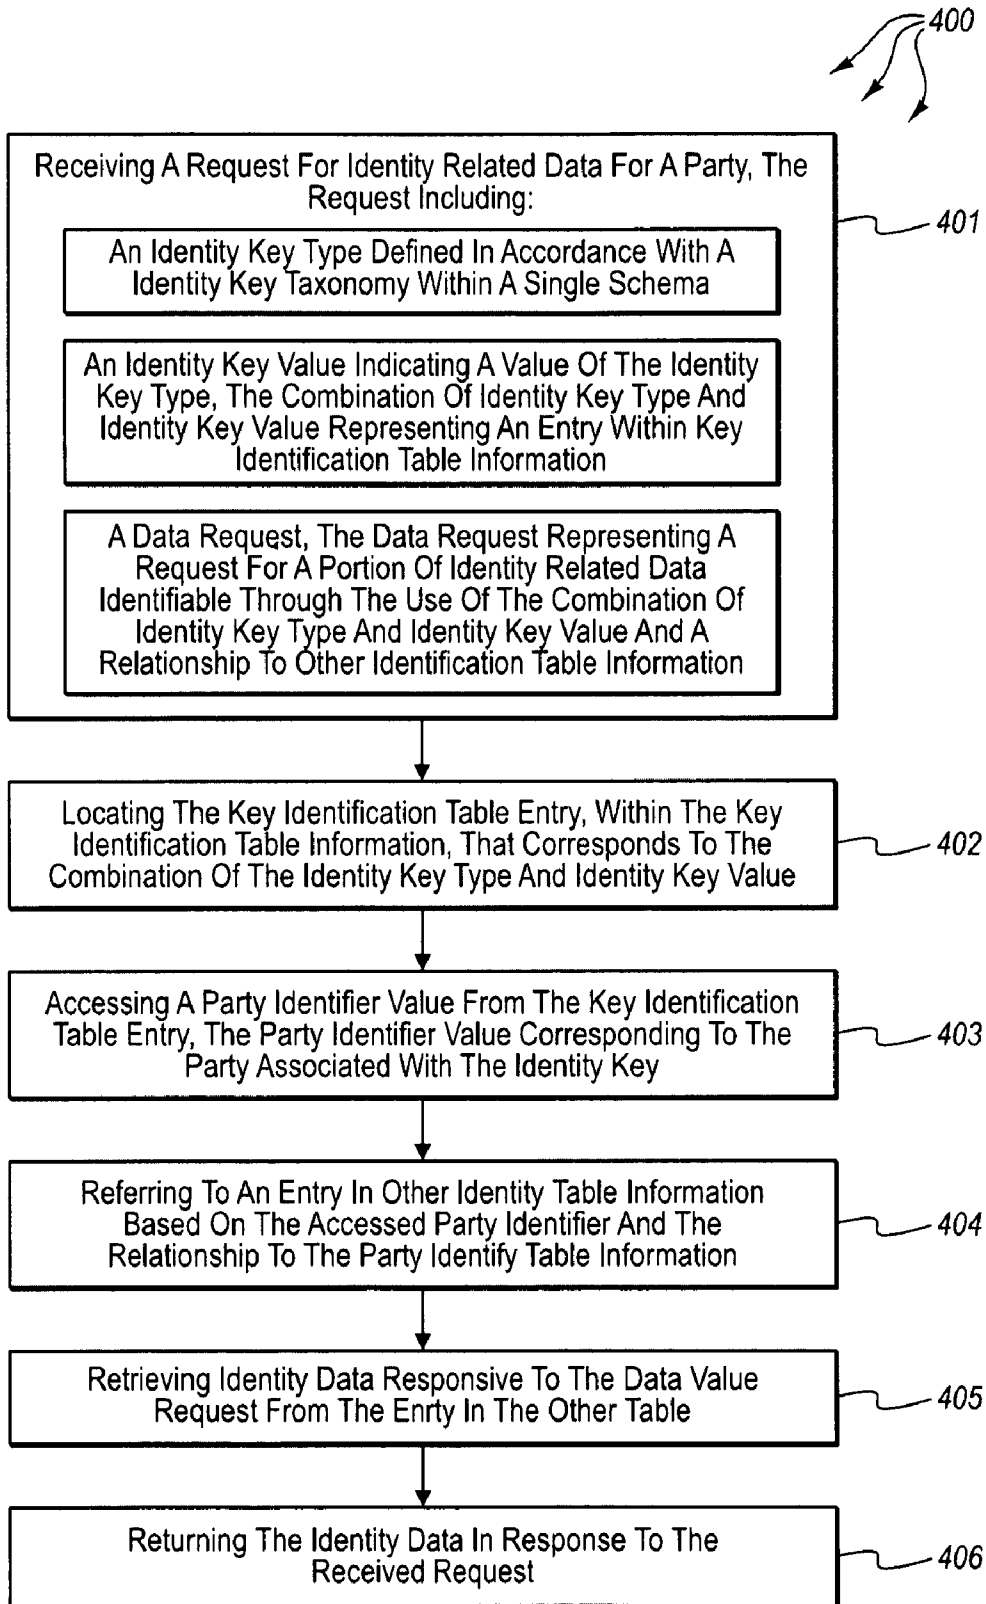 400
Receiving A Request For Identity Related Data For A Party, The
Request Including:
401
An Identity Key Type Defined In Accordance With A
Identity Key Taxonomy Within A Single Schema
An Identity Key Value Indicating A Value Of The Identity
Key Type, The Combination Of Identity Key Type And
Identity Key Value Representing An Entry Within Key
Identification Table Information
A Data Request, The Data Request Representing A
Request For A Portion Of Identity Related Data
Identifiable Through The Use Of The Combination Of
Identity Key Type And Identity Key Value And A
Relationship To Other Identification Table Information
Locating The Key Identification Table Entry, Within The Key
Identification Table Information, That Corresponds To The
Combination Of The Identity Key Type And Identity Key Value
402
Accessing A Party Identifier Value From The Key Identification
Table Entry, The Party Identifier Value Corresponding To The
Party Associated With The Identity Key
403
Referring To An Entry In Other Identity Table Information
Based On The Accessed Party Identifier And The
Relationship To The Party Identify Table Information
404
Retrieving Identity Data Responsive To The Data Value
Request From The Enrty In The Other Table
405
Returning The Identity Data In Response To The
Received Request
406